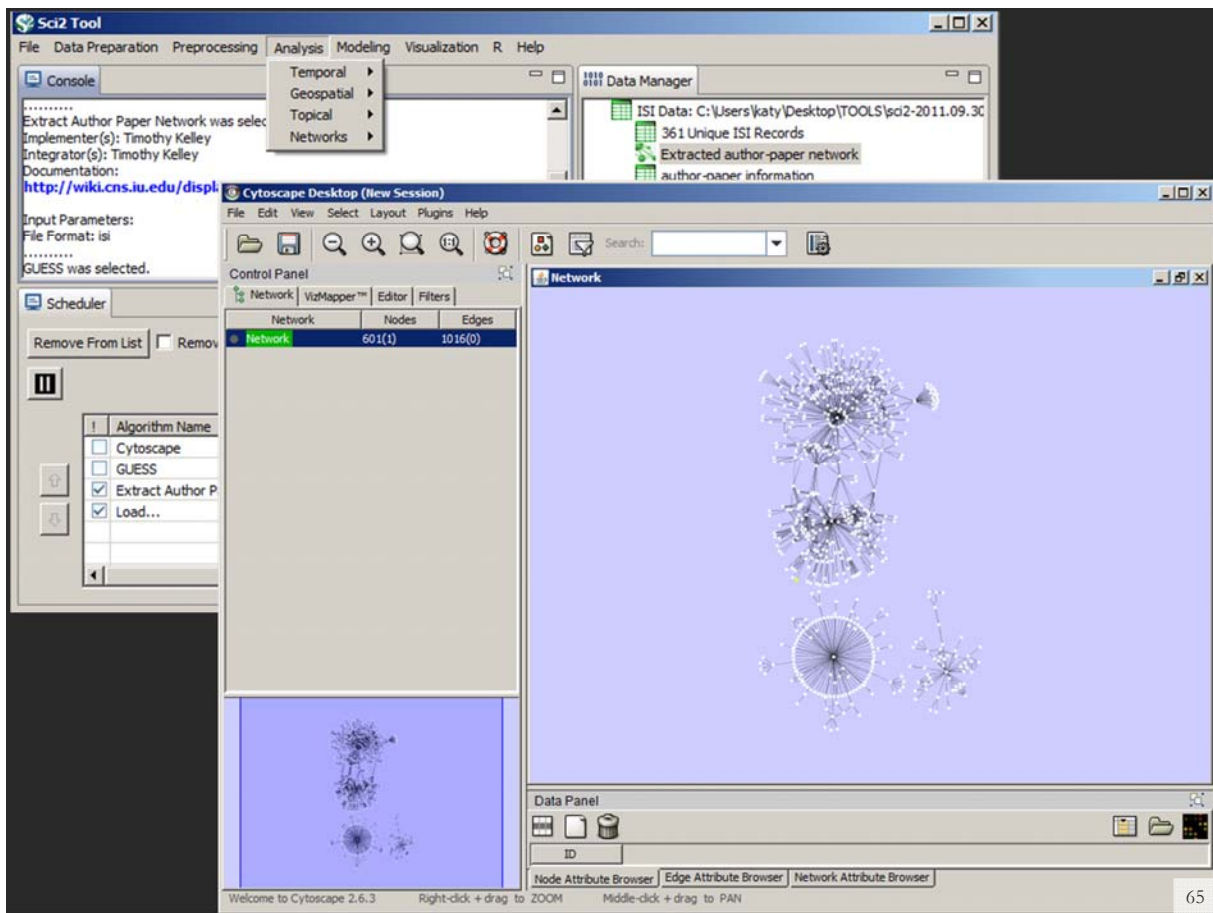 Sci2 Tool
File Data Preparation Preprocessing Analysis Modeling Visualization R Help
Temporal
Geospatial
Topical
Networks
Console
..........
Extract Author Paper Network was selec
Implementer(s): Timothy Kelley
Integrator(s): Timothy Kelley
Documentation:
http://wiki.cns.iu.edu/displ
Input Parameters:
File Format: isi
..........
GUESS was selected.
Data Manager
ISI Data: C:\Users\katy\Desktop\TOOLS\sci2-2011.09.30
361 Unique ISI Records
Extracted author-paper network
author-paper information
Scheduler
Remove From List Remov
! Algorithm Name
Cytoscape
GUESS
Extract Author P
Load...
Cytoscape Desktop (New Session)
File Edit View Select Layout Plugins Help
Search:
Control Panel
Network VizMapper™ Editor Filters
Network Nodes Edges
Network 601(1) 1016(0)
Network
Data Panel
ID
Node Attribute Browser Edge Attribute Browser Network Attribute Browser
Welcome to Cytoscape 2.6.3 Right-click + drag to ZOOM Middle-click + drag to PAN
65